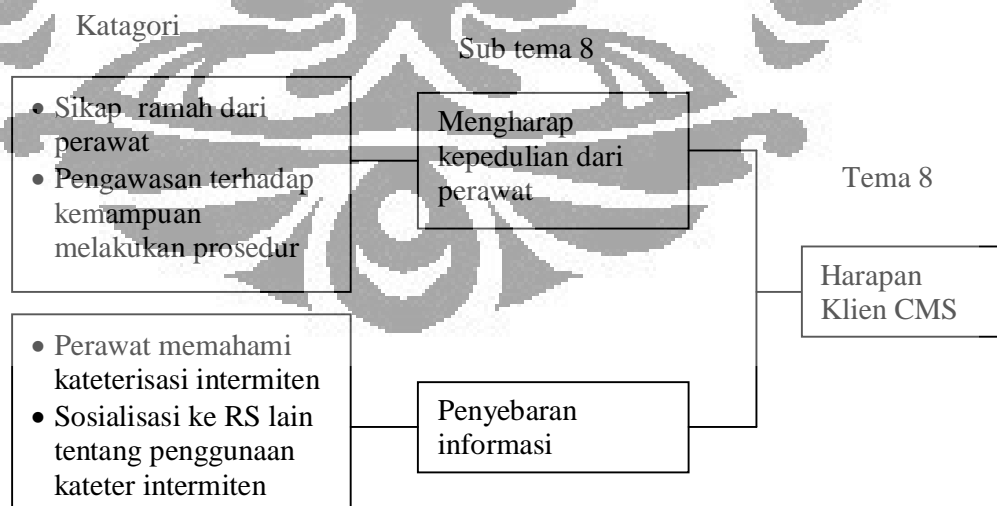 Katagori
Sub tema 8
• Sikap ramah dari
perawat
• Pengawasan terhadap
kemampuan
melakukan prosedur
Mengharap
kepedulian dari
perawat
Tema 8
Harapan
Klien CMS
• Perawat memahami
kateterisasi intermiten
• Sosialisasi ke RS lain
tentang penggunaan
kateter intermiten
Penyebaran
informasi